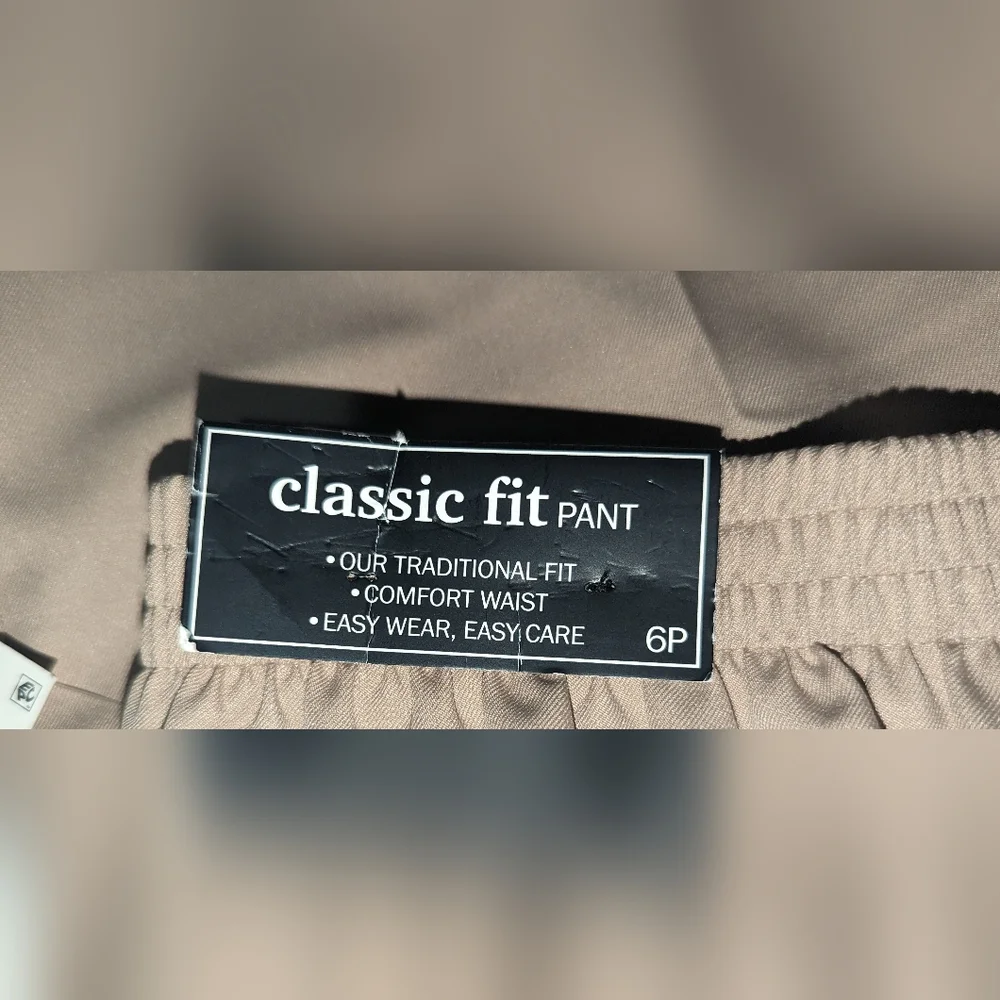 classic fit PANT
•OUR TRADITIONAL FIT
•COMFORT WAIST
•EASY WEAR, EASY CARE
6P